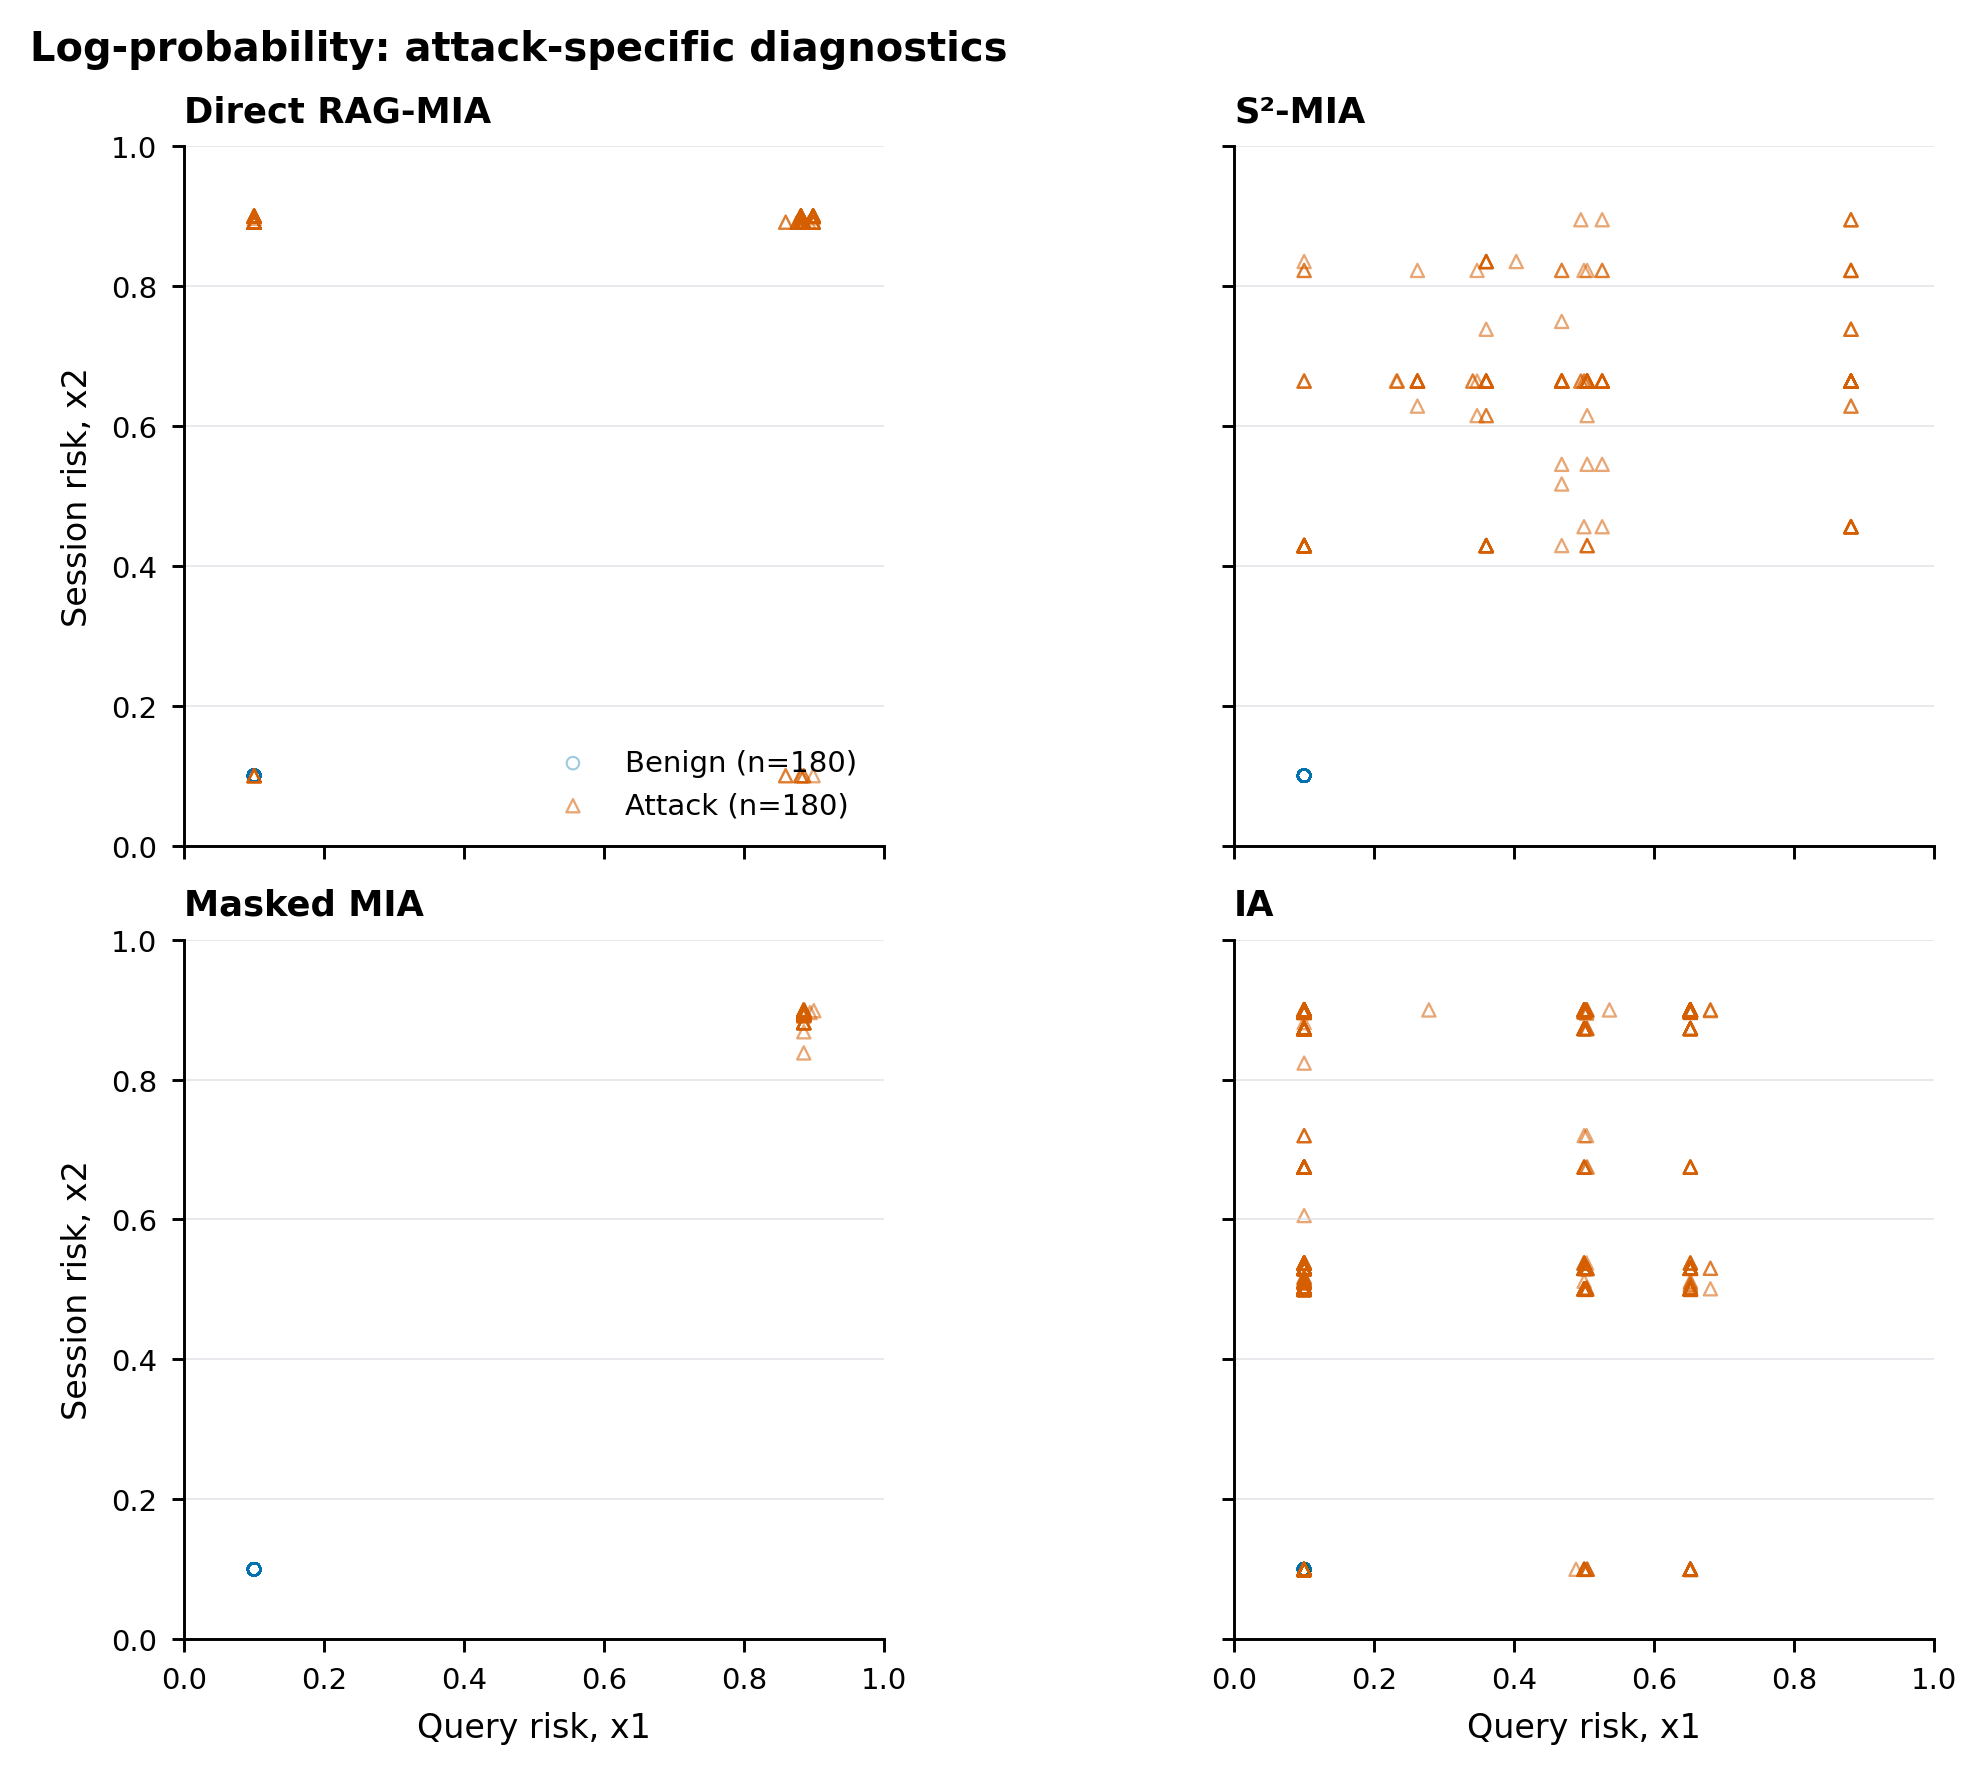 Log-probability: attack-specific diagnostics
Direct RAG-MIA
S²-MIA
1.0
0.8
0.6
0.4
0.2
0.0
Session risk, x2
Benign (n=180)
Attack (n=180)
Masked MIA
IA
1.0
0.8
0.6
0.4
0.2
0.0
Session risk, x2
0.0 0.2 0.4 0.6 0.8 1.0
0.0 0.2 0.4 0.6 0.8 1.0
Query risk, x1
Query risk, x1